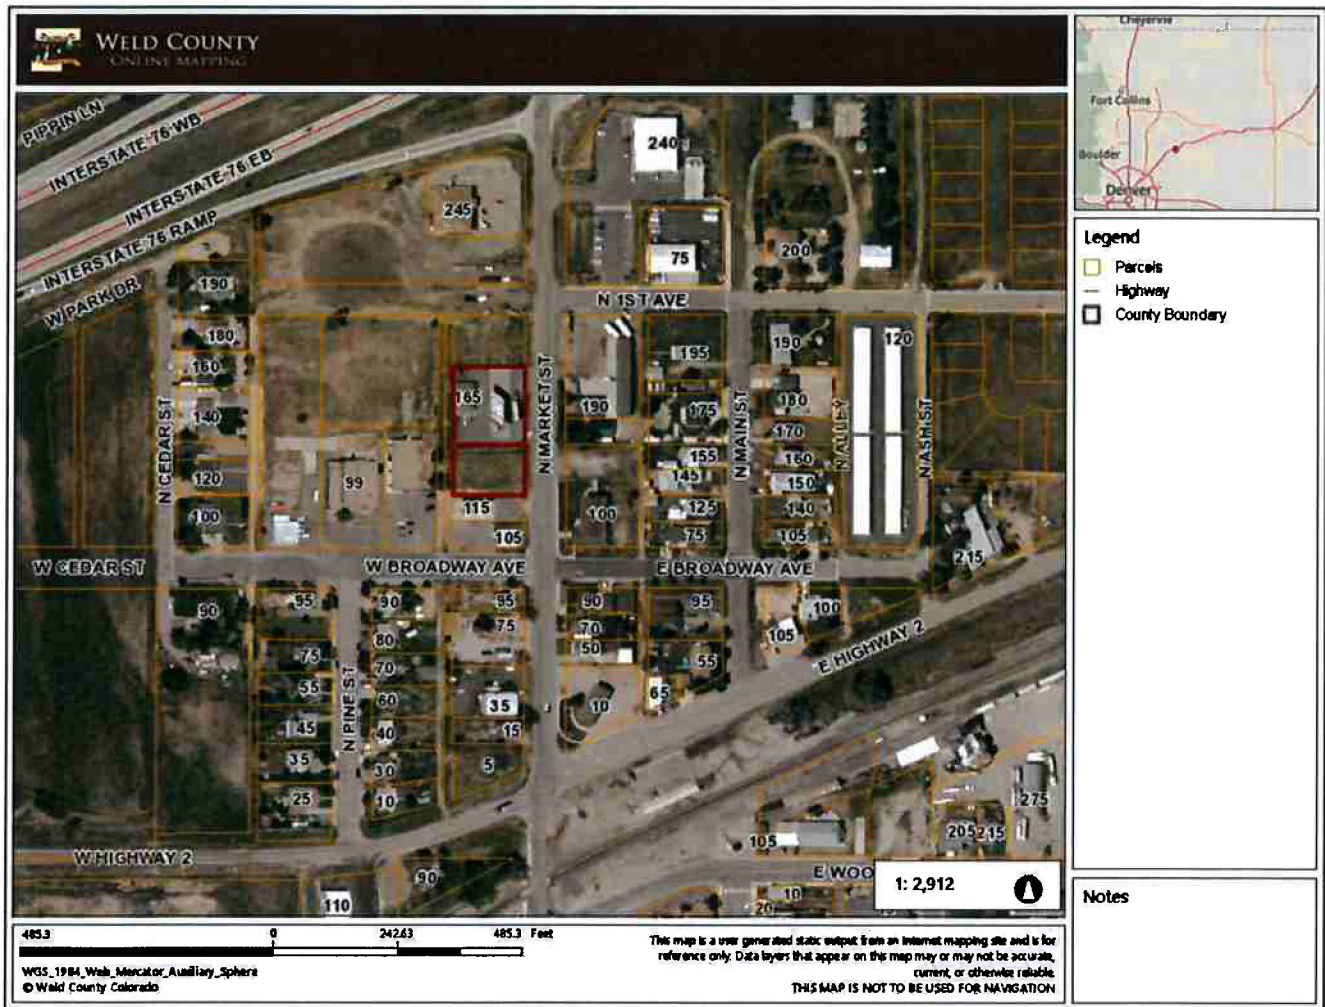 WELD COUNTY
ONLINE MAPPING
Cheyenne
Fort Collins
Boulder
Denver
PIPPIN LN
INTERSTATE 76 WB
INTERSTATE 76 EB
INTERSTATE 76 RAMP
W PARK DR
240
245
75
200
N 1ST AVE
190
180
160
140
120
100
N CEDAR ST
165
N MARKET ST
99
115
105
190
100
195
175
155
145
125
75
N MAIN ST
190
180
170
160
150
140
105
N ALLEY
120
N ASH ST
215
W CEDAR ST
W BROADWAY AVE
E BROADWAY AVE
90
95
75
55
45
35
25
N PINE ST
90
80
70
60
40
30
10
95
75
35
15
5
90
70
50
10
95
55
65
105
100
E HIGHWAY 2
W HIGHWAY 2
90
110
105
205
215
275
E WOO
10
20
1: 2,912
Legend
Parcels
Highway
County Boundary
Notes
485.3
0
242.63
485.3 Feet
WGS_1984_Web_Mercator_Auxiliary_Sphere
© Weld County Colorado
This map is a user generated static output from an Internet mapping site and is for
reference only. Data layers that appear on this map may or may not be accurate,
current, or otherwise reliable.
THIS MAP IS NOT TO BE USED FOR NAVIGATION